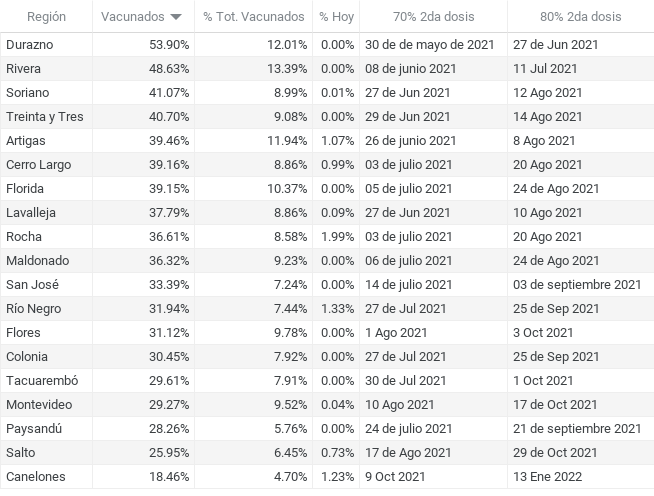 Región Vacunados % Tot. Vacunados % Hoy 70% 2da dosis 80% 2da dosis
Durazno 53.90% 12.01% 0.00% 30 de de mayo de 2021 27 de Jun 2021
Rivera 48.63% 13.39% 0.00% 08 de junio 2021 11 Jul 2021
Soriano 41.07% 8.99% 0.01% 27 de Jun 2021 12 Ago 2021
Treinta y Tres 40.70% 9.08% 0.00% 29 de Jun 2021 14 Ago 2021
Artigas 39.46% 11.94% 1.07% 26 de junio 2021 8 Ago 2021
Cerro Largo 39.16% 8.86% 0.99% 03 de julio 2021 20 Ago 2021
Florida 39.15% 10.37% 0.00% 05 de julio 2021 24 de Ago 2021
Lavalleja 37.79% 8.86% 0.09% 27 de Jun 2021 10 Ago 2021
Rocha 36.61% 8.58% 1.99% 03 de julio 2021 20 Ago 2021
Maldonado 36.32% 9.23% 0.00% 06 de julio 2021 24 de Ago 2021
San José 33.39% 7.24% 0.00% 14 de julio 2021 03 de septiembre 2021
Río Negro 31.94% 7.44% 1.33% 27 de Jul 2021 25 de Sep 2021
Flores 31.12% 9.78% 0.00% 1 Ago 2021 3 Oct 2021
Colonia 30.45% 7.92% 0.00% 27 de Jul 2021 25 de Sep 2021
Tacuarembó 29.61% 7.91% 0.00% 30 de Jul 2021 1 Oct 2021
Montevideo 29.27% 9.52% 0.04% 10 Ago 2021 17 de Oct 2021
Paysandú 28.26% 5.76% 0.00% 24 de julio 2021 21 de septiembre 2021
Salto 25.95% 6.45% 0.73% 17 de Ago 2021 29 de Oct 2021
Canelones 18.46% 4.70% 1.23% 9 Oct 2021 13 Ene 2022